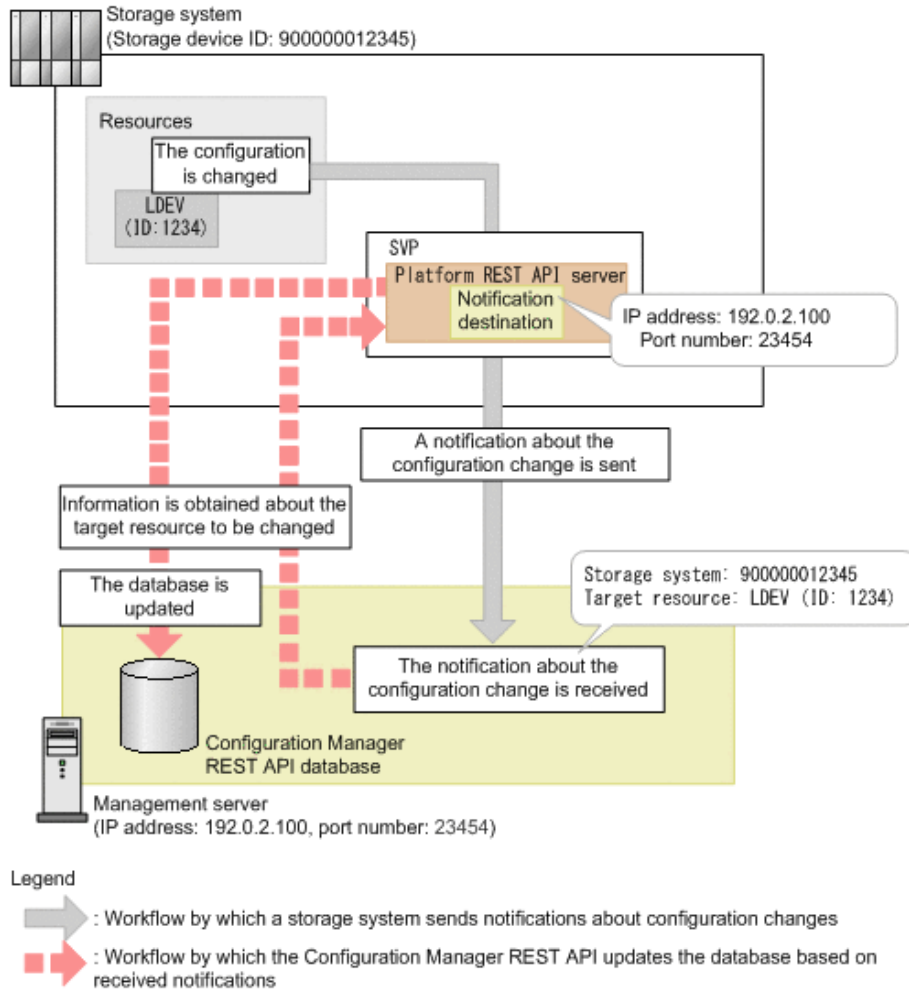 Storage system
(Storage device ID: 900000012345)
Resources
The configuration
is changed
LDEV
(ID:1234)
SVP
Platform REST API server
Notification
destination
IP address: 192.0.2.100
Port number: 23454
A notification about the
configuration change is sent
Information is obtained about the
target resource to be changed
The database is
updated
Storage system: 900000012345
Target resource: LDEV (ID: 1234)
The notification about the
configuration change is received
Configuration Manager
REST API database
Management server
(IP address: 192.0.2.100, port number: 23454)
Legend
: Workflow by which a storage system sends notifications about configuration changes
: Workflow by which the Configuration Manager REST API updates the database based on
received notifications